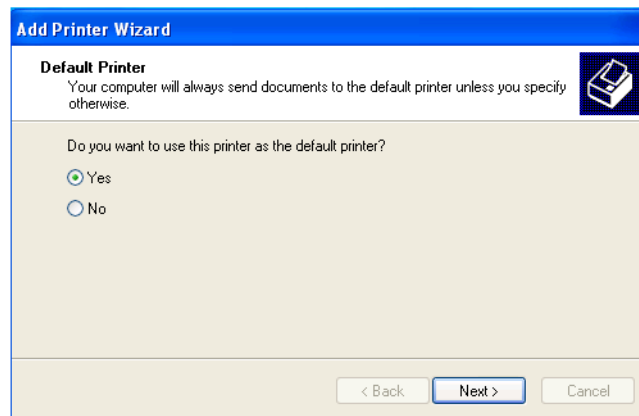 Add Printer Wizard
Default Printer
Your computer will always send documents to the default printer unless you specify
otherwise.
Do you want to use this printer as the default printer?
Yes
No
< Back
Next >
Cancel